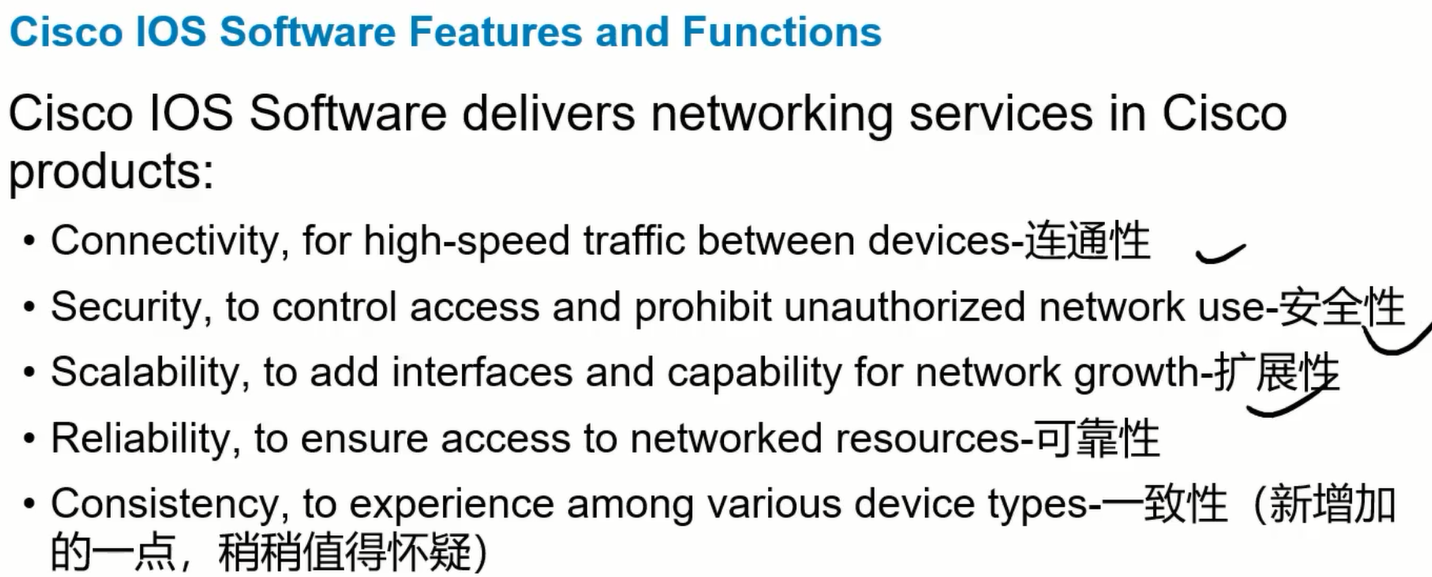 Cisco IOS Software Features and Functions
Cisco IOS Software delivers networking services in Cisco
products:
• Connectivity, for high-speed traffic between devices-连通性
• Security, to control access and prohibit unauthorized network use-安全性
• Scalability, to add interfaces and capability for network growth-扩展性
• Reliability, to ensure access to networked resources-可靠性
• Consistency, to experience among various device types-一致性（新增加
的一点，稍稍值得怀疑）